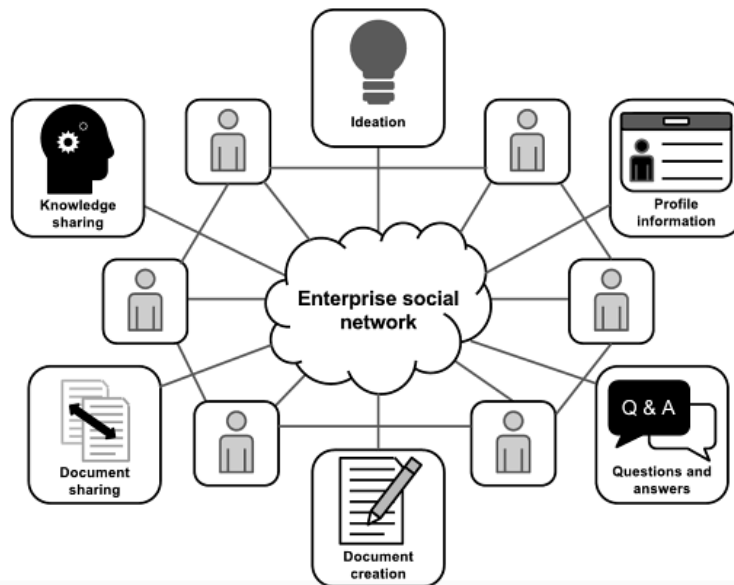 Ideation
Knowledge
sharing
Profile
information
Enterprise social
network
Document
sharing
Q & A
Questions and
answers
Document
creation